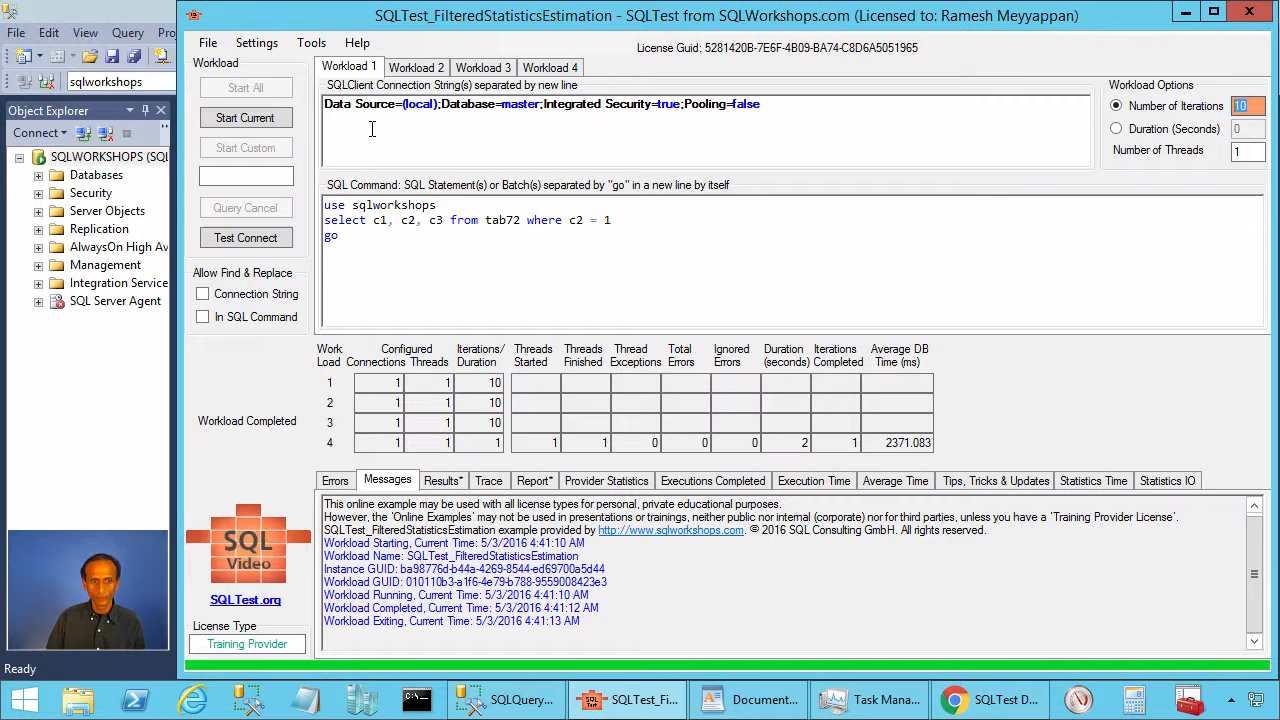 SQLTest_FilteredStatisticsEstimation - SQLTest from SQLWorkshops.com (Licensed to: Ramesh Meyyappan)
File Edit View Query Pro
sqlworkshops
Object Explorer
Connect
SQLWORKSHOPS (SQL
Databases
Security
Server Objects
Replication
AlwaysOn High Av
Management
Integration Service
SQL Server Agent
Ready
File Settings Tools Help
License Guid: 5281420B-7E9F-4B09-BA74-C8D6A5051965
Workload
Start All
Start Current
Start Custom
Query Cancel
Test Connect
Allow Find & Replace
Connection String
In SQL Command
Workload 1 Workload 2 Workload 3 Workload 4
SQLClient Connection String(s) separated by new line
Data Source=(local);Database=master;Integrated Security=true;Pooling=false
Workload Options
Number of Iterations 10
Duration (Seconds) 0
Number of Threads 1
SQL Command: SQL Statement(s) or Batch(s) separated by "go" in a new line by itself
use sqlworkshops
select c1, c2, c3 from tab72 where c2 = 1
go
Work Configured Iterations/ Threads Threads Thread Total Ignored Duration Iterations Average DB
Load Connections Threads Duration Started Finished Exceptions Errors Errors (seconds) Completed Time (ms)
1 1 1 10
2 1 1 10
3 1 1 10
4 1 1 1 1 1 0 0 0 2 1 2371.083
Workload Completed
Errors Messages Results* Trace Report* Provider Statistics Executions Completed Execution Time Average Time Tips, Tricks & Updates Statistics Time Statistics IO
This online example may be used with all license types for personal, private educational purposes.
However, the 'Online Examples' may not be used in presentations or trainings, neither public nor internal (corporate) nor for third parties, unless you have a 'Training Provider License'.
SQLTest_FilteredStatisticsEstimation example provided by http://www.sqlworkshops.com. © 2016 SQL Consulting GmbH. All rights reserved.
Workload Starting, Current Time: 5/3/2016 4:41:10 AM
Workload Name: SQLTest_FilteredStatisticsEstimation
Instance GUID: ba98776d-b44a-4269-8544-ed69700a5d44
Workload GUID: 010110b3-a1f6-4e79-b788-9559008423e3
Workload Running, Current Time: 5/3/2016 4:41:10 AM
Workload Completed, Current Time: 5/3/2016 4:41:12 AM
Workload Exiting, Current Time: 5/3/2016 4:41:13 AM
SQL
Video
SQLTest.org
License Type
Training Provider
SQLQuery... SQLTest_Fi... Document... Task Mana... SQLTest D...